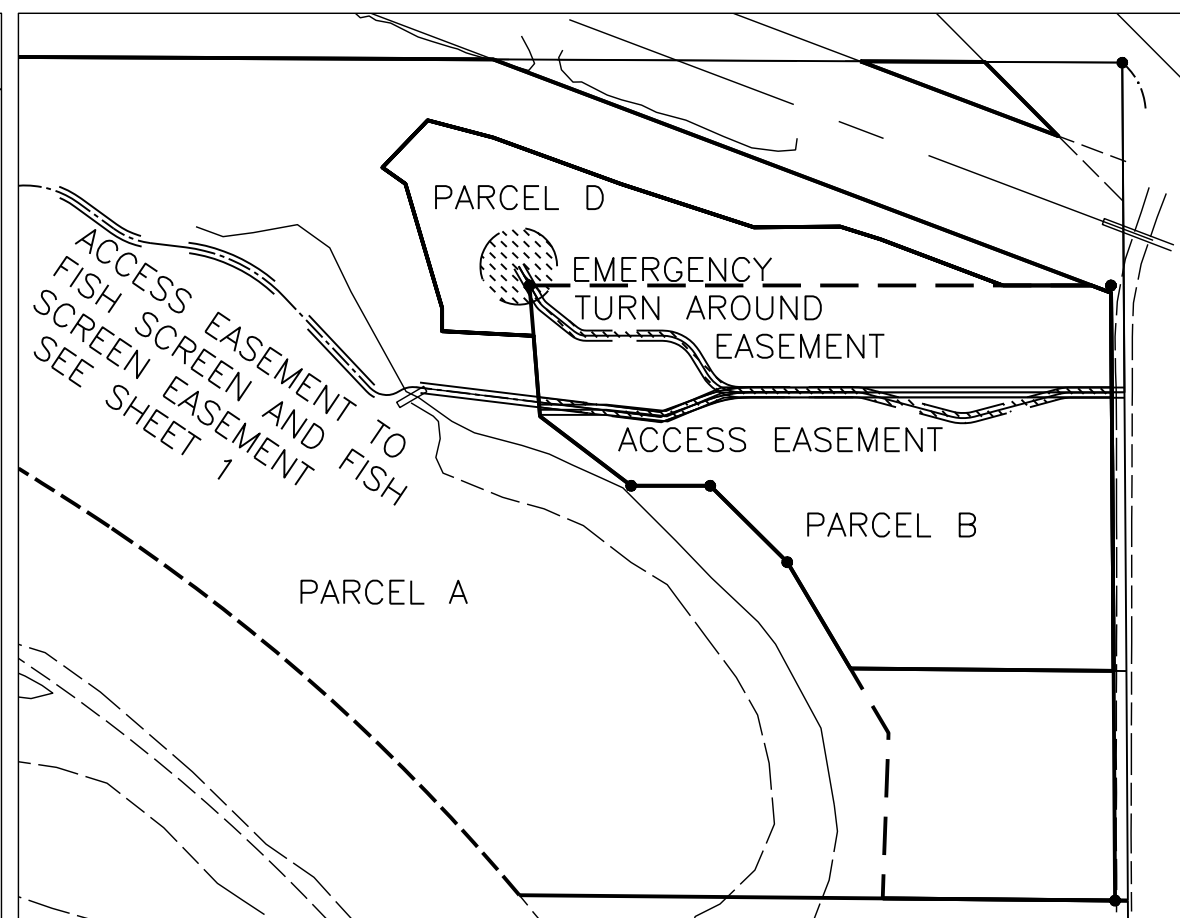 PARCEL D
EMERGENCY
TURN AROUND
EASEMENT
ACCESS EASEMENT TO
FISH SCREEN AND FISH
SCREEN EASEMENT
SEE SHEET 1
ACCESS EASEMENT
PARCEL B
PARCEL A